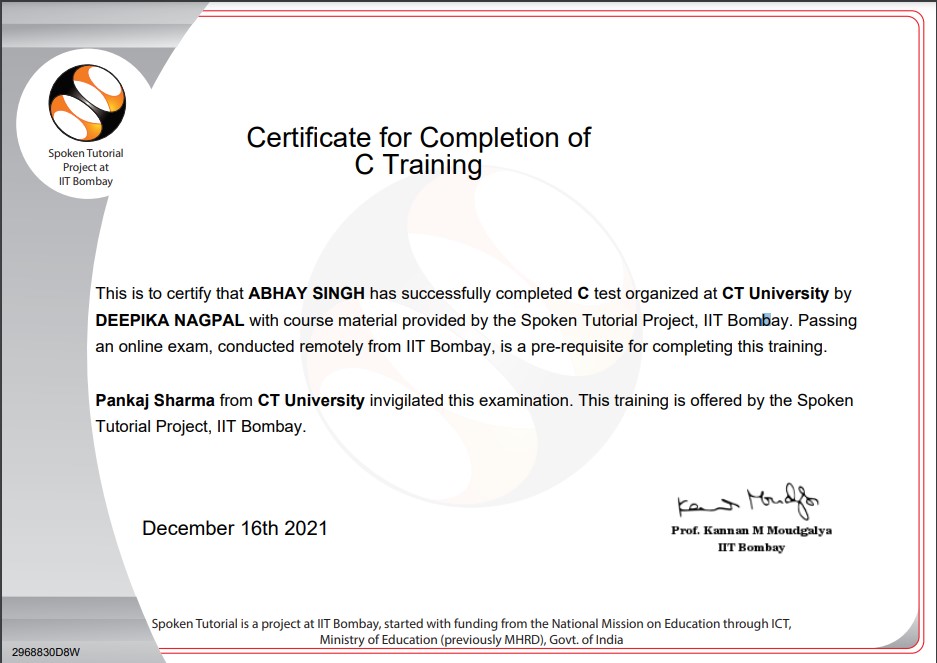 Spoken Tutorial
Project at
IIT Bombay
Certificate for Completion of
C Training
This is to certify that ABHAY SINGH has successfully completed C test organized at CT University by
DEEPIKA NAGPAL with course material provided by the Spoken Tutorial Project, IIT Bombay. Passing
an online exam, conducted remotely from IIT Bombay, is a pre-requisite for completing this training.
Pankaj Sharma from CT University invigilated this examination. This training is offered by the Spoken
Tutorial Project, IIT Bombay.
December 16th 2021
Prof. Kannan M Moudgalya
IIT Bombay
Spoken Tutorial is a project at IIT Bombay, started with funding from the National Mission on Education through ICT,
Ministry of Education (previously MHRD), Govt. of India
2968830D8W